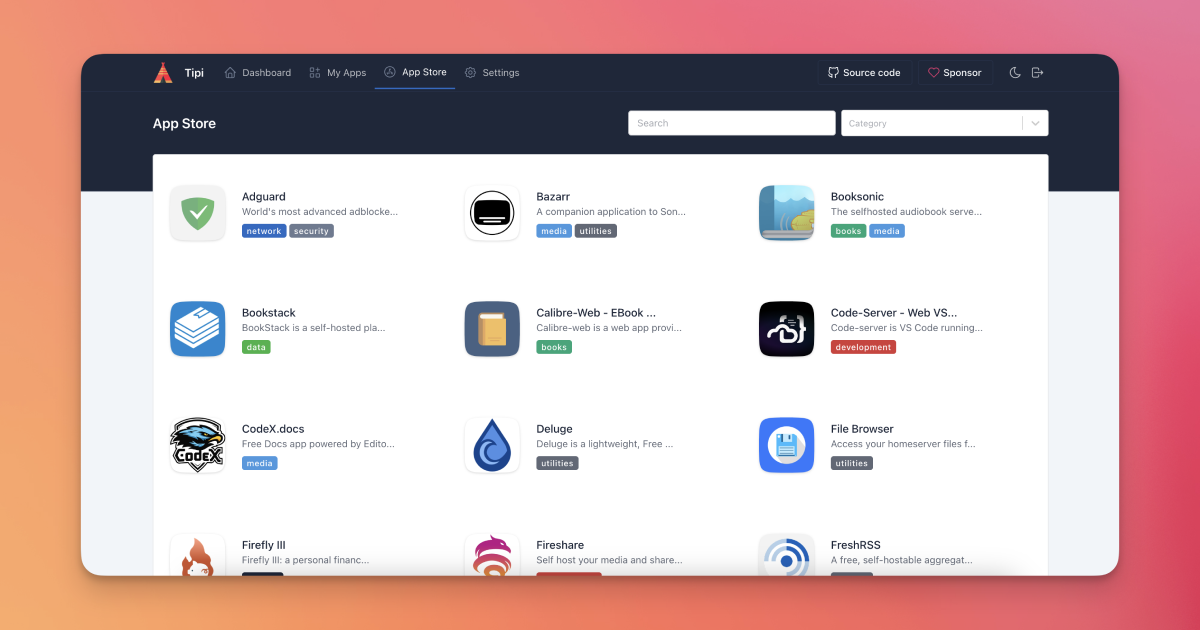 Tipi
Dashboard
My Apps
App Store
Settings
Source code
Sponsor
App Store
Search
Category
Adguard
World's most advanced adblocke...
network security
Bazarr
A companion application to Son...
media utilities
Booksonic
The selfhosted audiobook serve...
books media
Bookstack
BookStack is a self-hosted pla...
data
Calibre-Web - EBook ...
Calibre-web is a web app provi...
books
Code-Server - Web VS...
Code-server is VS Code running...
development
CodeX
CodeX.docs
Free Docs app powered by Edito...
media
Deluge
Deluge is a lightweight, Free ...
utilities
File Browser
Access your homeserver files f...
utilities
Firefly III
Firefly III: a personal financ...
Fireshare
Self host your media and share...
FreshRSS
A free, self-hostable aggregat...